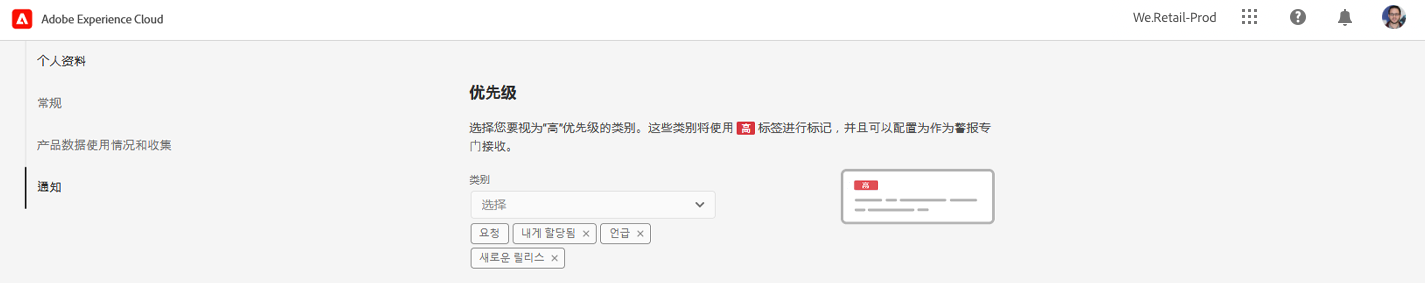 Adobe Experience Cloud
We.Retail-Prod
个人资料
常规
产品数据使用情况和收集
通知
优先级
选择您要视为"高"优先级的类别。这些类别将使用 高 标签进行标记，并且可以配置为作为警报专
门接收。
类别
选择
高
요청 내게 할당됨 × 언급 ×
새로운 릴리스 ×